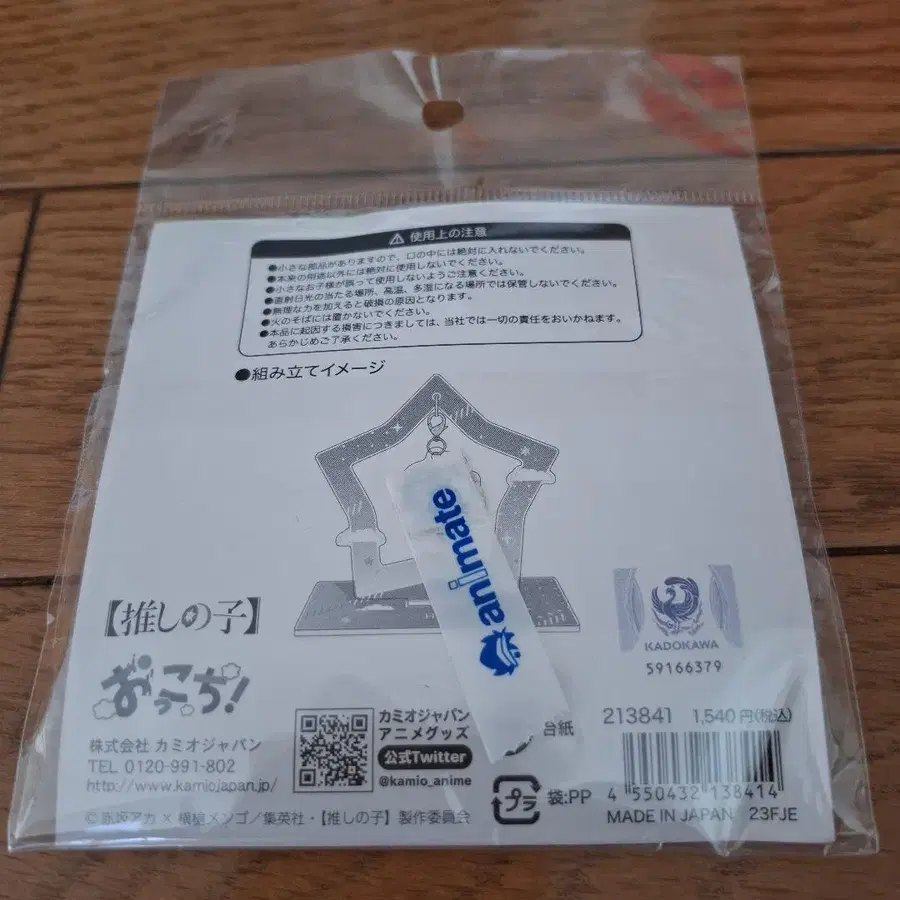 ⚠ 使用上の注意
●小さな部品がありますので、口の中には絶対に入れないでください。
●本来の用途以外には絶対に使用しないでください。
●小さなお子様が誤って使用しないようご注意ください。
●直射日光の当たる場所、高温、多湿になる場所では保管しないでください。
●無理な力を加えると破損の原因となります。
●火のそばには置かないでください。
●本品に起因する損害につきましては、当社では一切の責任をおいかねます。
あらかじめご了承ください。
●組み立てイメージ
animate
【推しの子】
おっこち!
株式会社 カミオジャパン
TEL 0120-991-802
http://www.kamiojapan.jp/
カミオジャパン
アニメグッズ
公式Twitter
@kamio_anime
KADOKAWA
59166379
台紙
プラ
袋:PP
213841 1,540円(税込)
4 550432 138414
MADE IN JAPAN 23FJE
©赤坂アカ×横槍メンゴ/集英社・【推しの子】製作委員会